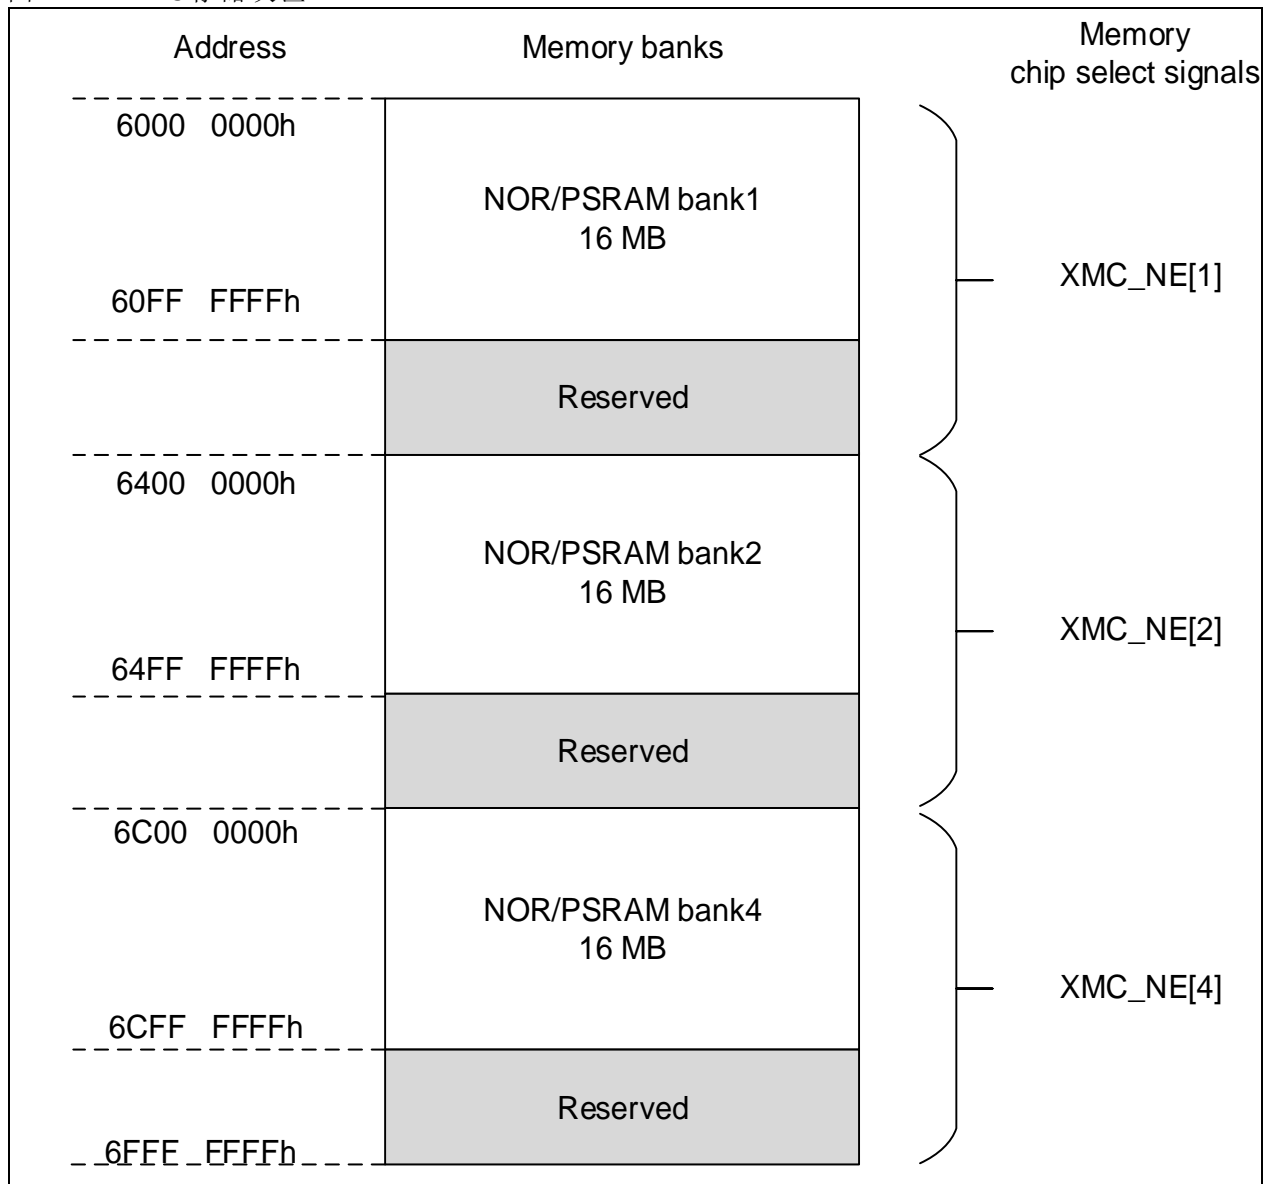 Address
Memory banks
Memory
chip select signals
6000 0000h
NOR/PSRAM bank1
16 MB
XMC_NE[1]
60FF FFFFh
Reserved
6400 0000h
NOR/PSRAM bank2
16 MB
XMC_NE[2]
64FF FFFFh
Reserved
6C00 0000h
NOR/PSRAM bank4
16 MB
XMC_NE[4]
6CFF FFFFh
Reserved
6FFF FFFFh